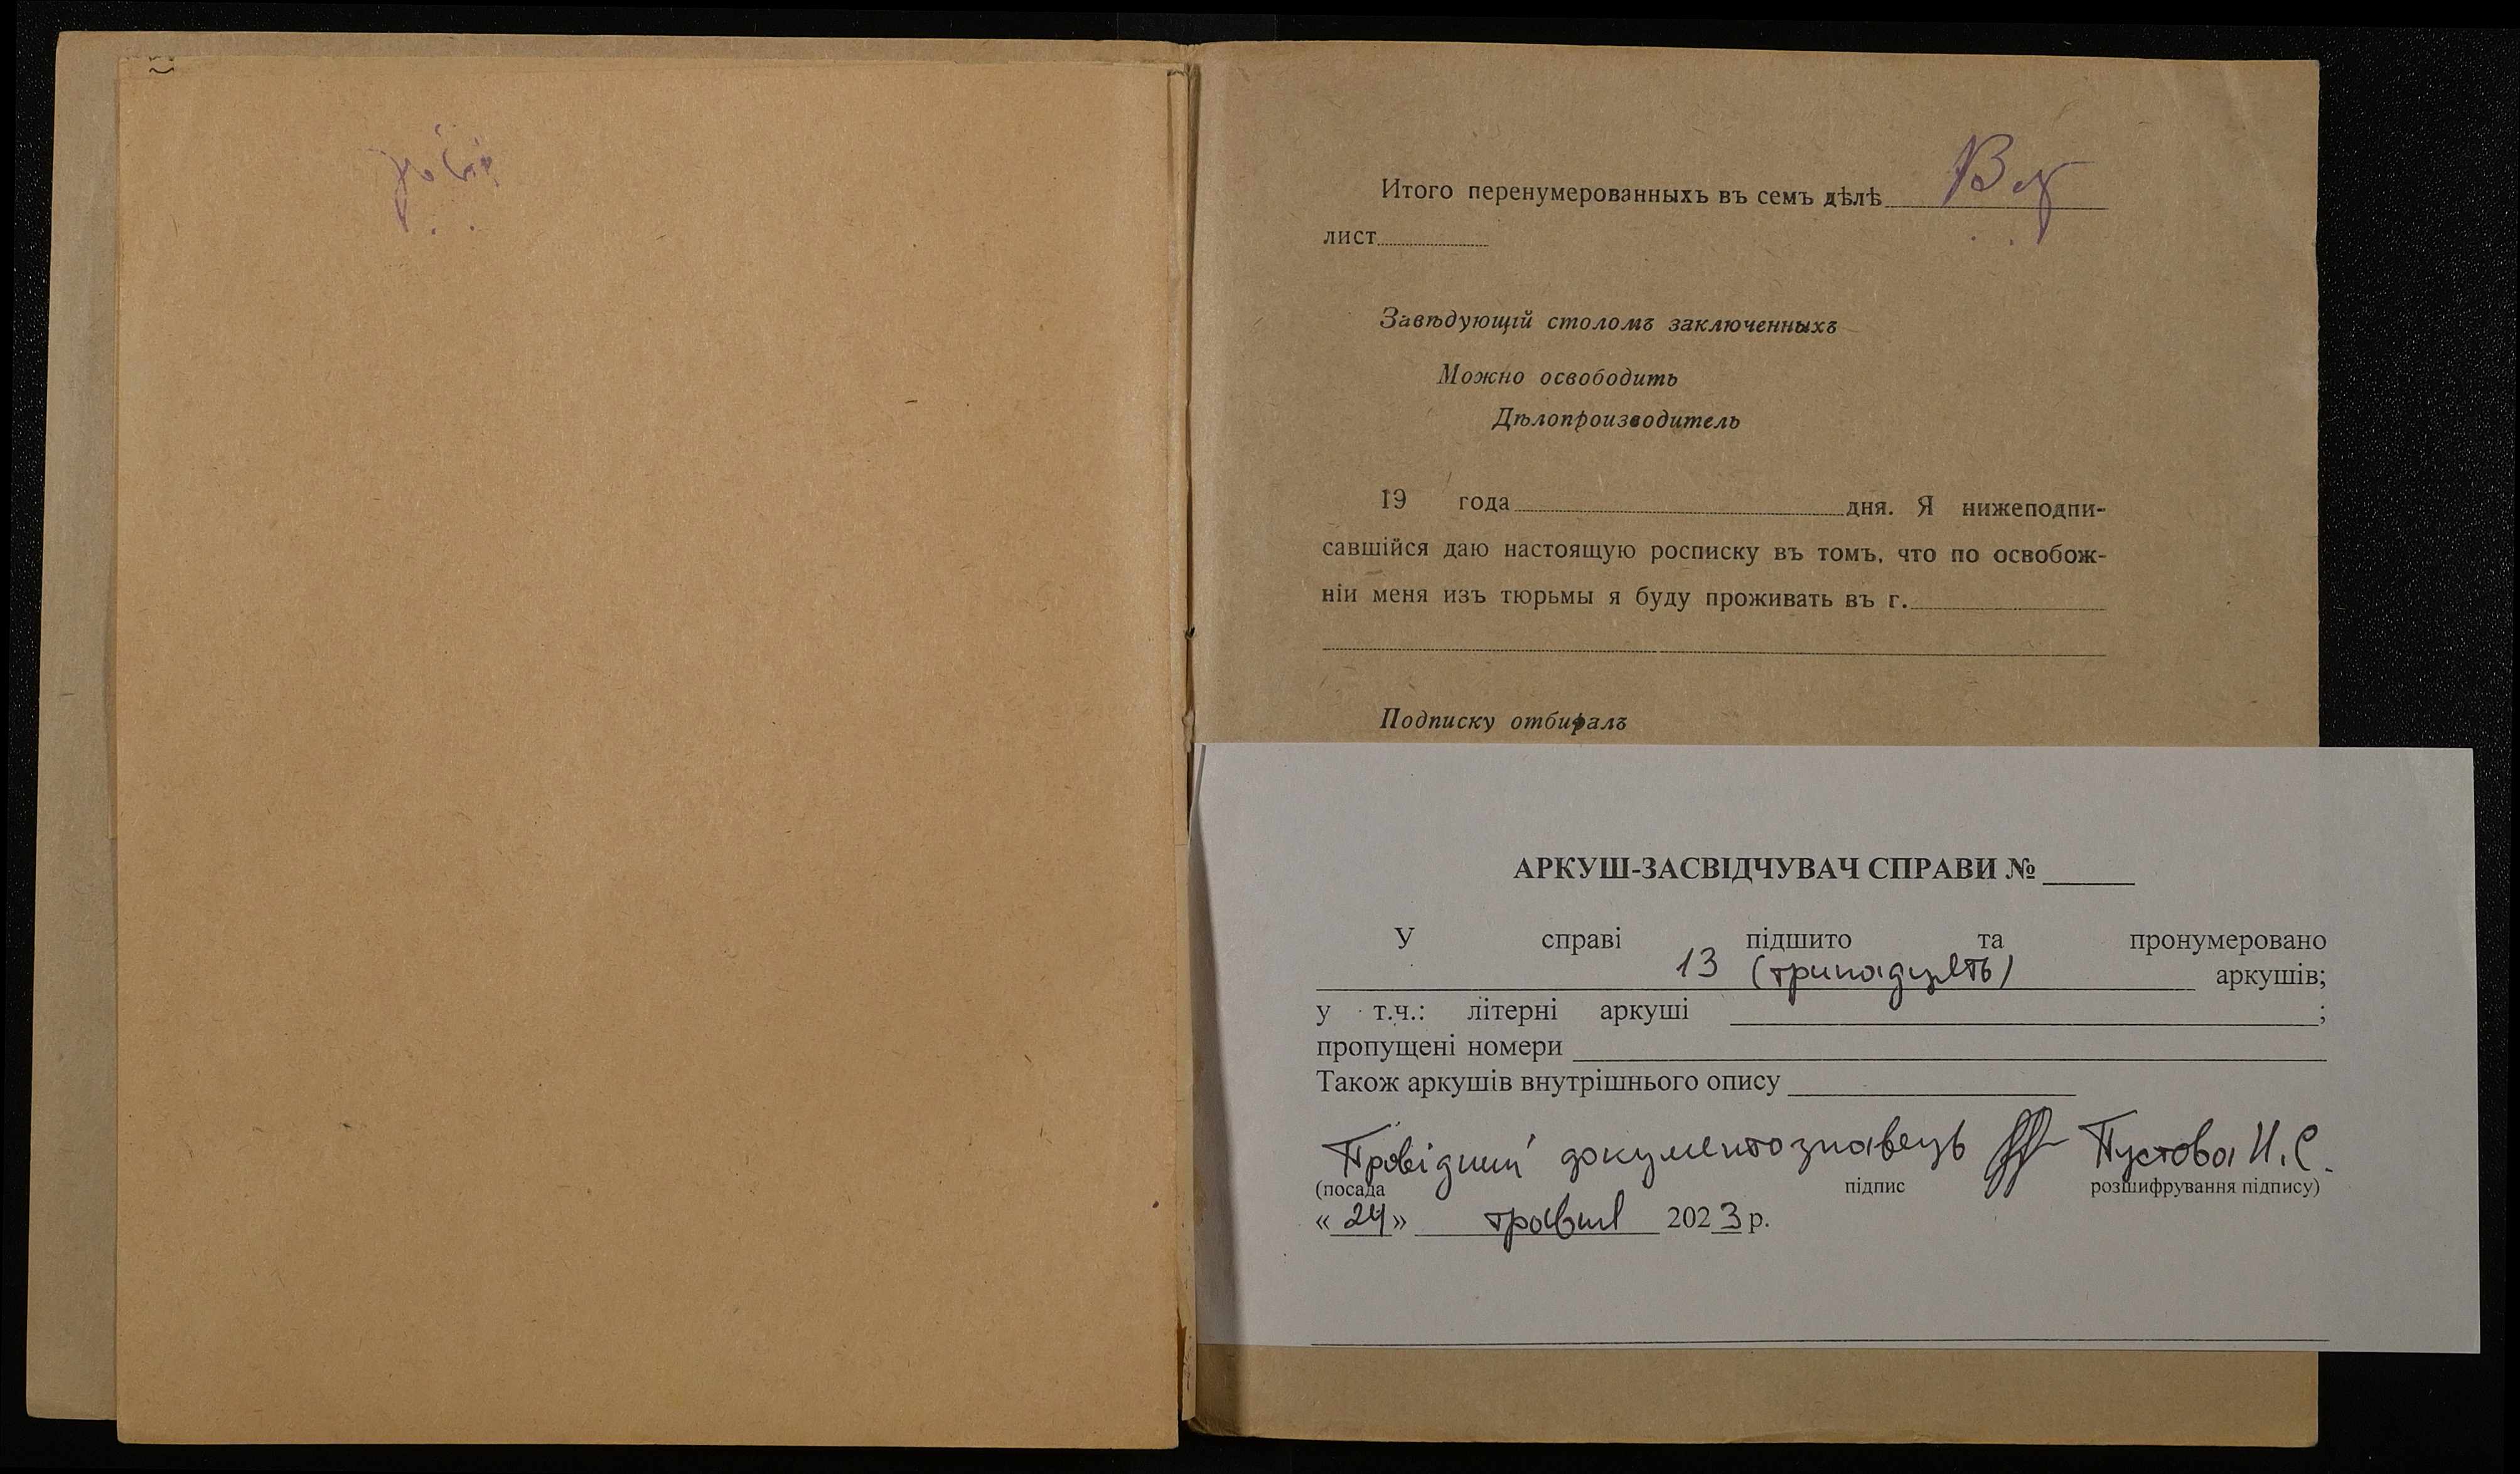 Итого перенумерованныхъ въ семъ дѣлѣ
лист
Завѣдующій столомъ заключенныхъ
Можно освободить
Дѣлопроизводитель
19 года дня. Я нижеподпи-
савшійся даю настоящую росписку въ томъ, что по освобож-
ніи меня изъ тюрьмы я буду проживать въ г.
Подписку отбиралъ
АРКУШ-ЗАСВІДЧУВАЧ СПРАВИ №
У справі підшито та пронумеровано
13 (тринадцять) аркушів;
у т.ч.: літерні аркуші ;
пропущені номери
Також аркушів внутрішнього опису
Провідний документознавець Пустова Н.С.
(посада підпис розшифрування підпису)
« 24 » травня 2023 р.